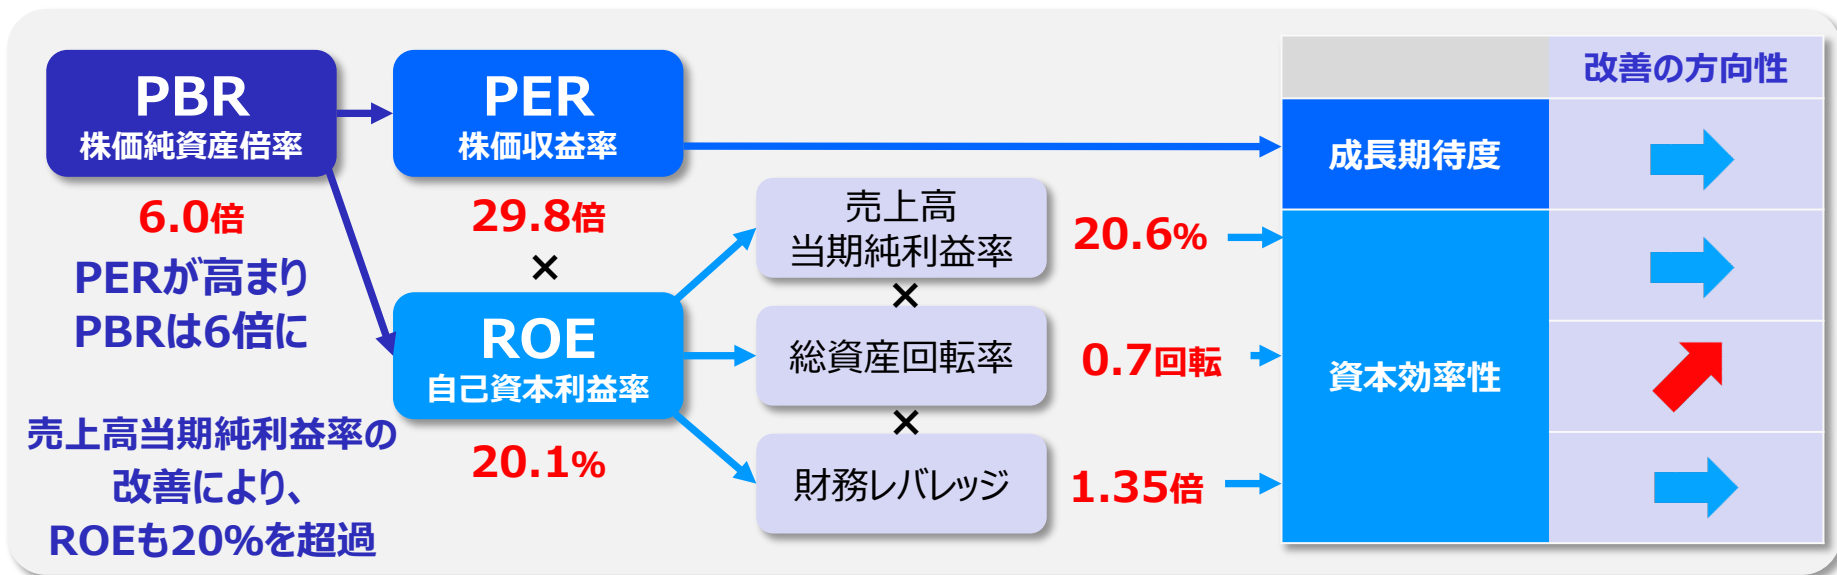 PBR
株価純資産倍率
6.0倍
PERが高まり
PBRは6倍に
売上高当期純利益率の
改善により、
ROEも20%を超過
PER
株価収益率
29.8倍
×
ROE
自己資本利益率
20.1%
売上高
当期純利益率
×
総資産回転率
×
財務レバレッジ
20.6%
0.7回転
1.35倍
改善の方向性
成長期待度
資本効率性